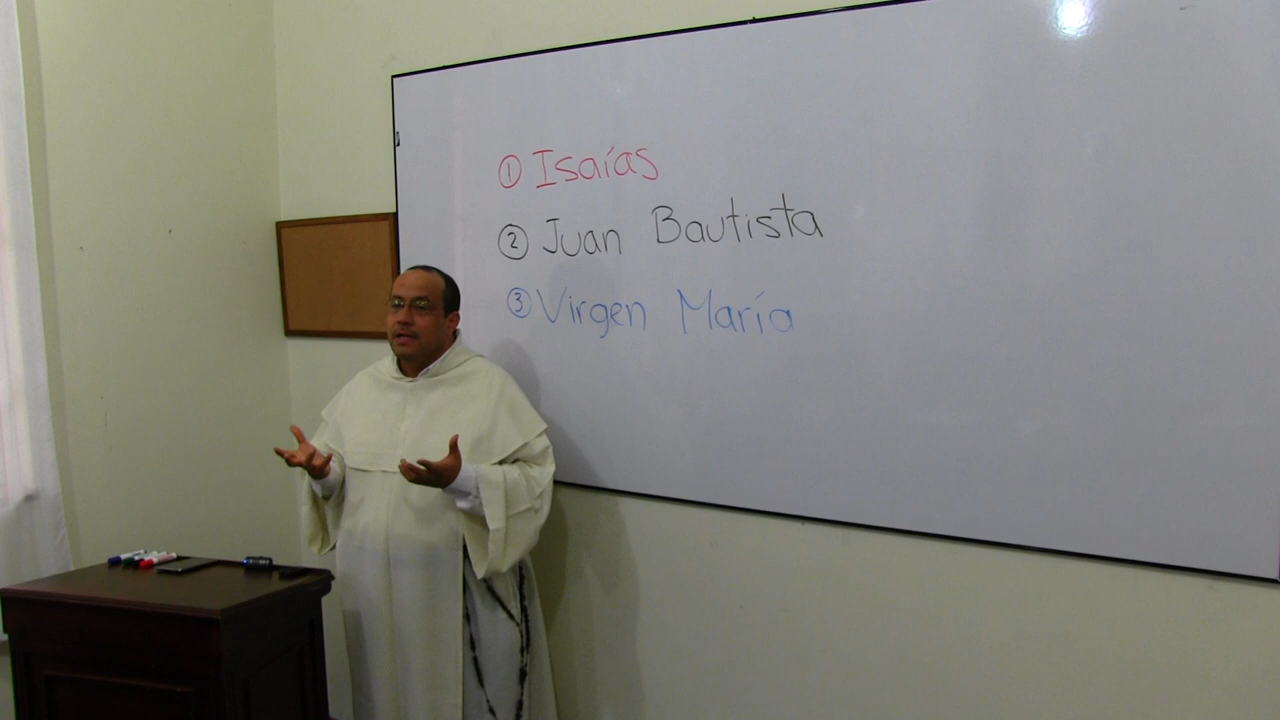 ① Isaías
② Juan Bautista
③ Virgen María